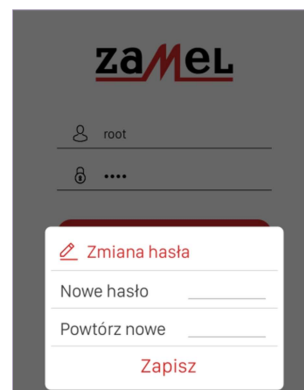 zamel
root
••••
Zmiana hasła
Nowe hasło
Powtórz nowe
Zapisz